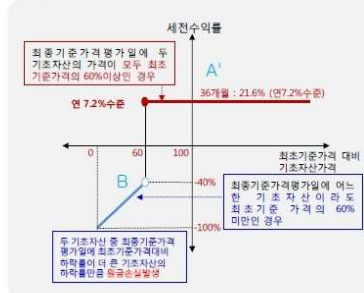 세전수익률
최종기준가격평가일에 두
기초자산의 가격이 모두 최초
기준가격의 60%이상인 경우
A'
36개월 : 21.6% (연7.2%수준)
연 7.2%수준
0 60 100
최초기준가격 대비
기초자산가격
B
-40%
최종기준가격평가일에 어느
한 기초자산이라도
최초기준 가격의 60%
미만인 경우
-100%
두 기초자산 중 최종기준가격
평가일에 최초기준가격대비
하락률이 더 큰 기초자산의
하락률만큼 원금손실발생